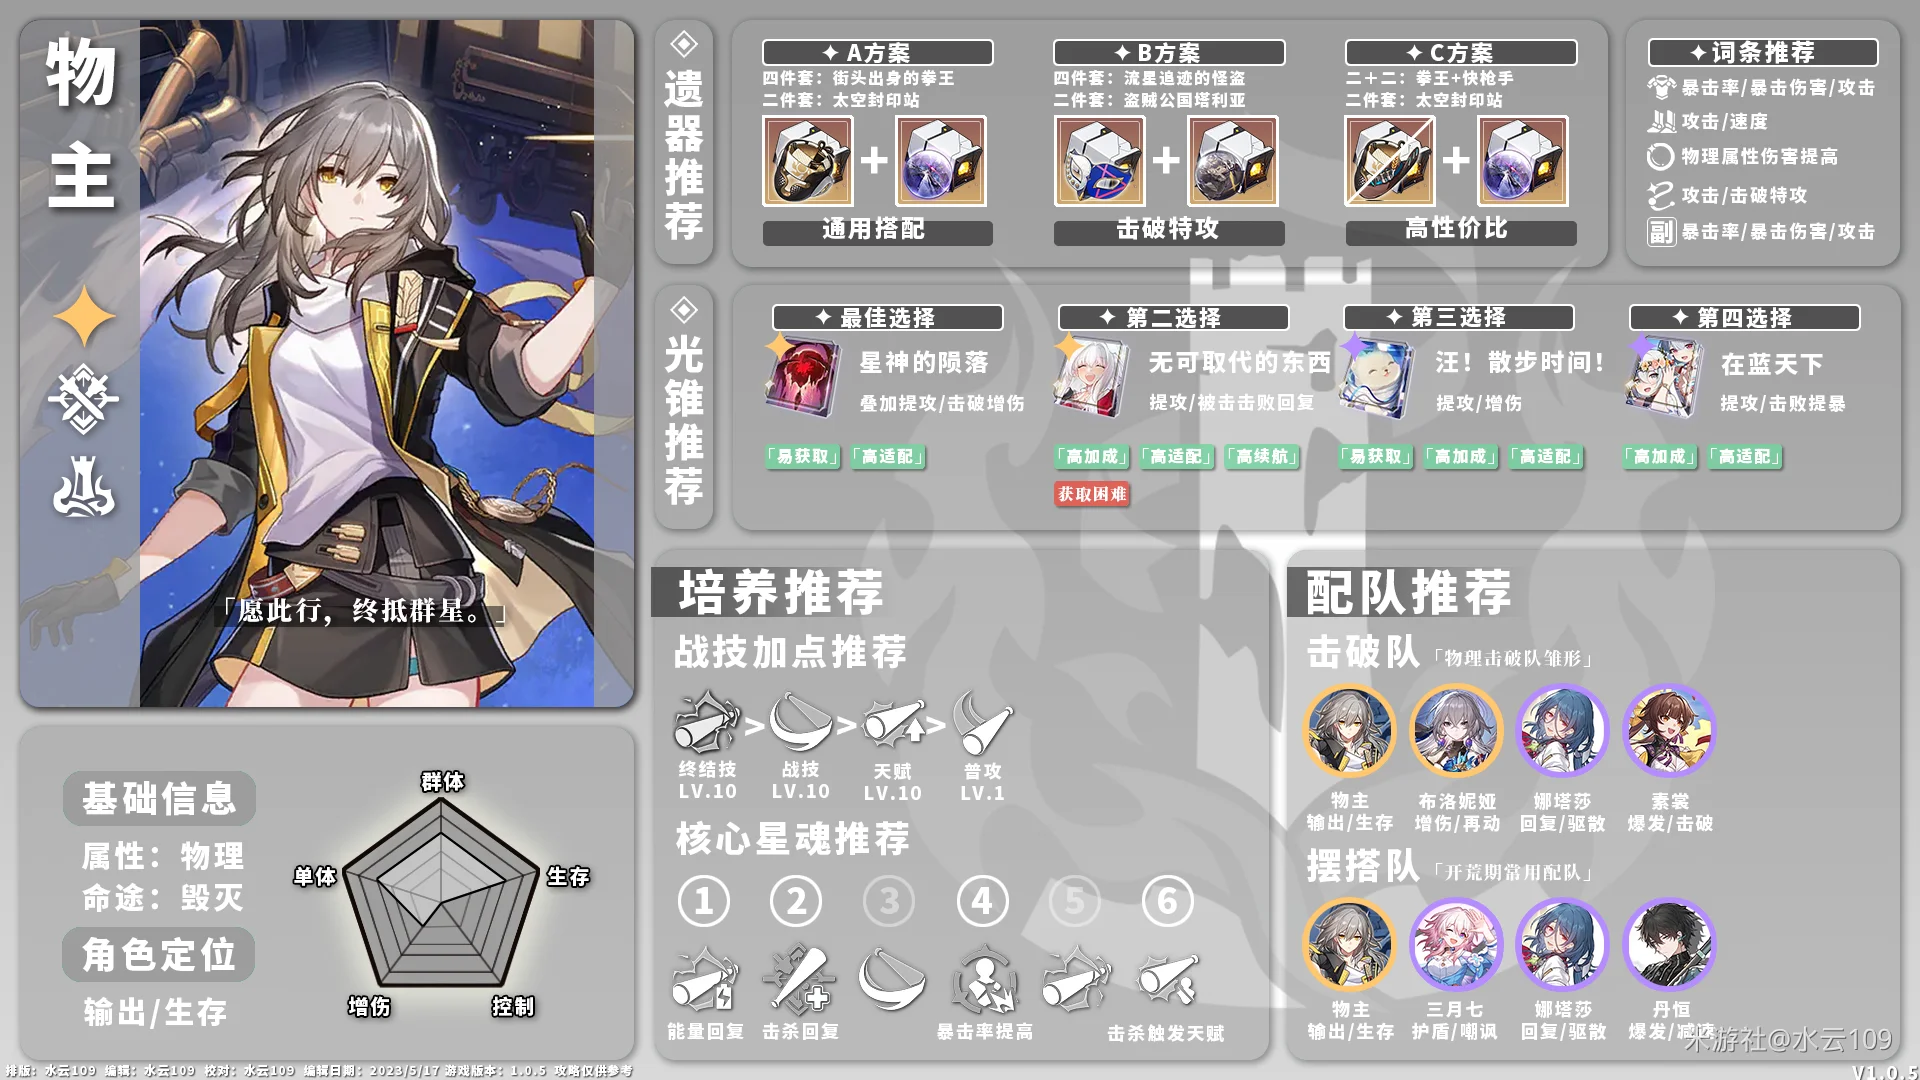 物主
「愿此行，终抵群星。」
基础信息
属性：物理
命途：毁灭
角色定位
输出/生存
群体
单体
生存
增伤
控制
遗器推荐
✦ A方案
四件套：街头出身的拳王
二件套：太空封印站
+
通用搭配
✦ B方案
四件套：流星追迹的怪盗
二件套：盗贼公国塔利亚
+
击破特攻
✦ C方案
二＋二：拳王+快枪手
二件套：太空封印站
+
高性价比
✦词条推荐
暴击率/暴击伤害/攻击
攻击/速度
物理属性伤害提高
攻击/击破特攻
副 暴击率/暴击伤害/攻击
光锥推荐
✦ 最佳选择
星神的陨落
叠加提攻/击破增伤
「易获取」 「高适配」
✦ 第二选择
无可取代的东西
提攻/被击击败回复
「高加成」 「高适配」 「高续航」
获取困难
✦ 第三选择
汪！散步时间！
提攻/增伤
「易获取」 「高加成」 「高适配」
✦ 第四选择
在蓝天下
提攻/击败提暴
「高加成」 「高适配」
培养推荐
战技加点推荐
> > >
终结技 战技 天赋 普攻
LV.10 LV.10 LV.10 LV.1
核心星魂推荐
1 2 3 4 5 6
能量回复 击杀回复 暴击率提高 击杀触发天赋
配队推荐
击破队「物理击破队雏形」
物主 布洛妮娅 娜塔莎 素裳
输出/生存 增伤/再动 回复/驱散 爆发/击破
摆搭队「开荒期常用配队」
物主 三月七 娜塔莎 丹恒
输出/生存 护盾/嘲讽 回复/驱散 爆发/减速
米游社@水云109
排版：水云109 编辑：水云109 校对：水云109 编辑日期：2023/5/17 游戏版本：1.0.5 攻略仅供参考
V1.0.5